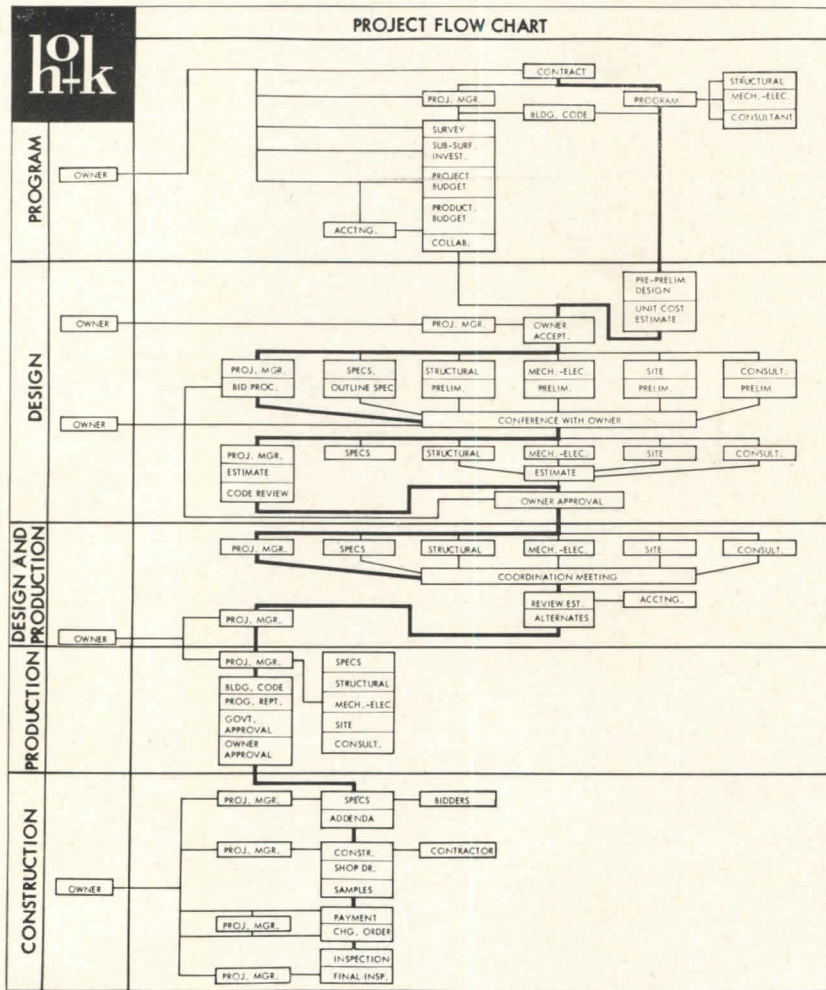 PROJECT FLOW CHART
ho+k
PROGRAM
OWNER
CONTRACT
PROJ. MGR.
PROGRAM
STRUCTURAL
MECH.-ELEC.
CONSULTANT
BLDG. CODE
SURVEY
SUB-SURF.
INVEST.
PROJECT
BUDGET
PRODUCT.
BUDGET
COLLAB.
ACCTNG.
DESIGN
PRE-PRELIM
DESIGN
UNIT COST
ESTIMATE
OWNER
PROJ. MGR.
OWNER
ACCEPT.
PROJ. MGR.
BID PROC.
SPECS.
OUTLINE SPEC
STRUCTURAL
PRELIM.
MECH.-ELEC
PRELIM.
SITE
PRELIM.
CONSULT.
PRELIM.
OWNER
CONFERENCE WITH OWNER
PROJ. MGR.
ESTIMATE
CODE REVIEW
SPECS
STRUCTURAL
MECH.-ELEC.
SITE
CONSULT.
ESTIMATE
OWNER APPROVAL
DESIGN AND
PRODUCTION
PROJ. MGR.
SPECS
STRUCTURAL
MECH.-ELEC.
SITE
CONSULT.
COORDINATION MEETING
REVIEW EST.
ALTERNATES
ACCTNG.
PROJ. MGR.
OWNER
PRODUCTION
PROJ. MGR.
BLDG. CODE
PROG. REPT.
GOVT.
APPROVAL
OWNER
APPROVAL
SPECS
STRUCTURAL
MECH.-ELEC.
SITE
CONSULT.
CONSTRUCTION
OWNER
PROJ. MGR.
SPECS
ADDENDA
BIDDERS
PROJ. MGR.
CONSTR.
SHOP DR.
SAMPLES
CONTRACTOR
PROJ. MGR.
PAYMENT
CHG. ORDER
INSPECTION
PROJ. MGR.
FINAL INSP.